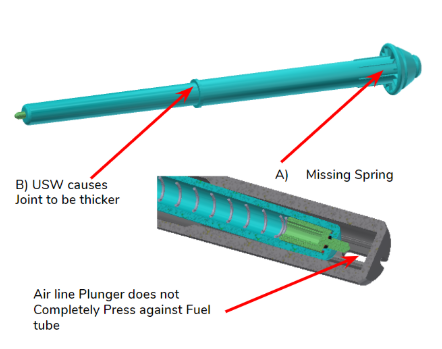 B) USW causes
Joint to be thicker
A) Missing Spring
Air line Plunger does not
Completely Press against Fuel
tube